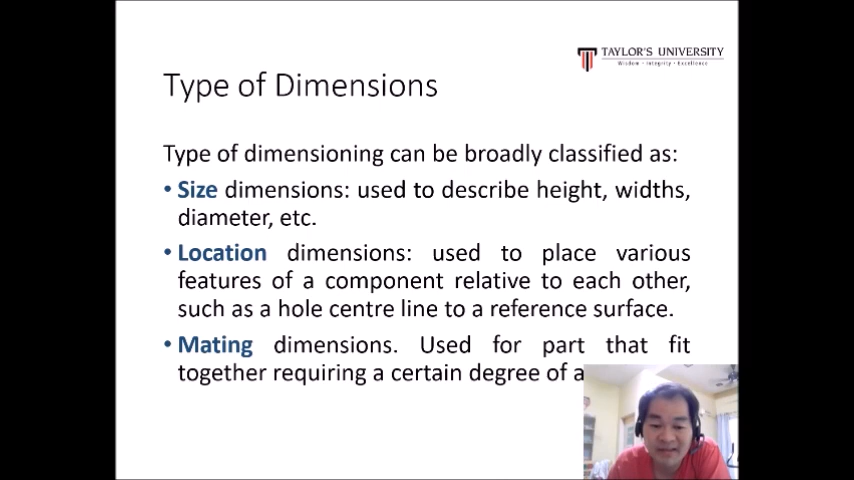 TAYLOR'S UNIVERSITY
Wisdom · Integrity · Excellence
Type of Dimensions
Type of dimensioning can be broadly classified as:
• Size dimensions: used to describe height, widths,
diameter, etc.
• Location dimensions: used to place various
features of a component relative to each other,
such as a hole centre line to a reference surface.
• Mating dimensions. Used for part that fit
together requiring a certain degree of